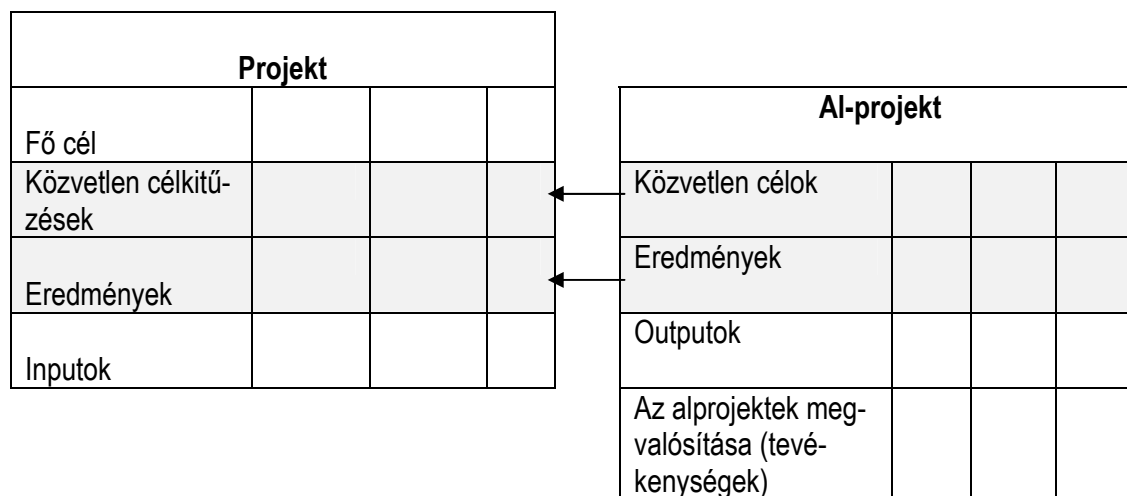 Projekt
Fő cél
Közvetlen célkitű-
zések
Eredmények
Inputok
Al-projekt
Közvetlen célok
Eredmények
Outputok
Az alprojektek meg-
valósítása (tevé-
kenységek)